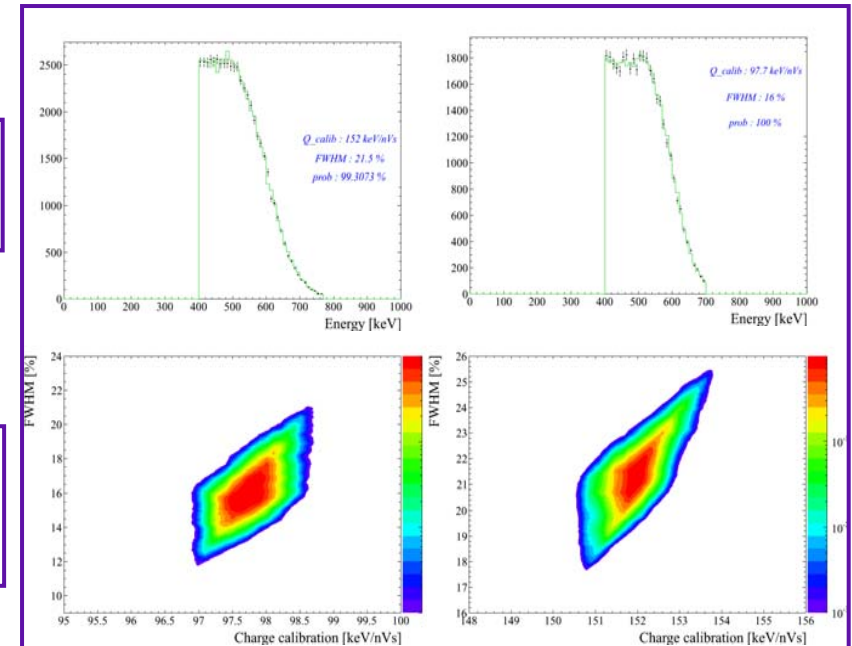 2500
2000
1500
1000
500
0
Q_calib : 152 keV/nVs
FWHM : 21.5 %
prob : 99.3073 %
0 100 200 300 400 500 600 700 800 900 1000
Energy [keV]
1800
1600
1400
1200
1000
800
600
400
200
0
Q_calib : 97.7 keV/nVs
FWHM : 16 %
prob : 100 %
0 100 200 300 400 500 600 700 800 900 1000
Energy [keV]
FWHM [%]
24
22
20
18
16
14
12
10
95 95.5 96 96.5 97 97.5 98 98.5 99 99.5 100
Charge calibration [keV/nVs]
FWHM [%]
26
25
24
23
22
21
20
19
18
17
16
148 149 150 151 152 153 154 155 156
Charge calibration [keV/nVs]